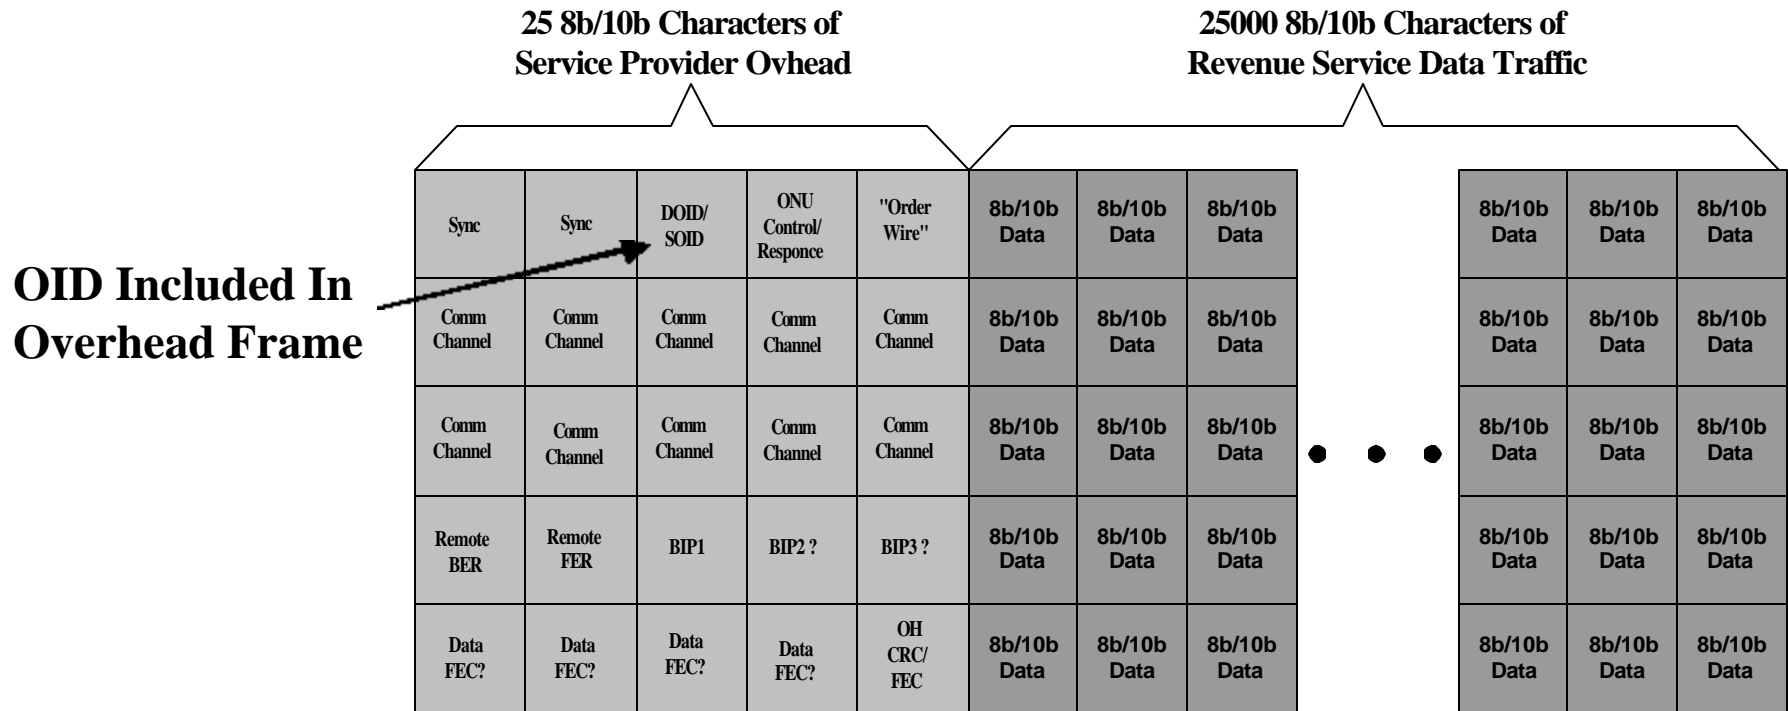 25 8b/10b Characters of
Service Provider Ovhead
25000 8b/10b Characters of
Revenue Service Data Traffic
OID Included In
Overhead Frame
Sync
Sync
DOID/
SOID
ONU
Control/
Responce
"Order
Wire"
8b/10b
Data
8b/10b
Data
8b/10b
Data
8b/10b
Data
8b/10b
Data
8b/10b
Data
Comm
Channel
Comm
Channel
Comm
Channel
Comm
Channel
Comm
Channel
8b/10b
Data
8b/10b
Data
8b/10b
Data
8b/10b
Data
8b/10b
Data
8b/10b
Data
Comm
Channel
Comm
Channel
Comm
Channel
Comm
Channel
Comm
Channel
8b/10b
Data
8b/10b
Data
8b/10b
Data
8b/10b
Data
8b/10b
Data
8b/10b
Data
Remote
BER
Remote
FER
BIP1
BIP2 ?
BIP3 ?
8b/10b
Data
8b/10b
Data
8b/10b
Data
8b/10b
Data
8b/10b
Data
8b/10b
Data
Data
FEC?
Data
FEC?
Data
FEC?
Data
FEC?
OH
CRC/
FEC
8b/10b
Data
8b/10b
Data
8b/10b
Data
8b/10b
Data
8b/10b
Data
8b/10b
Data